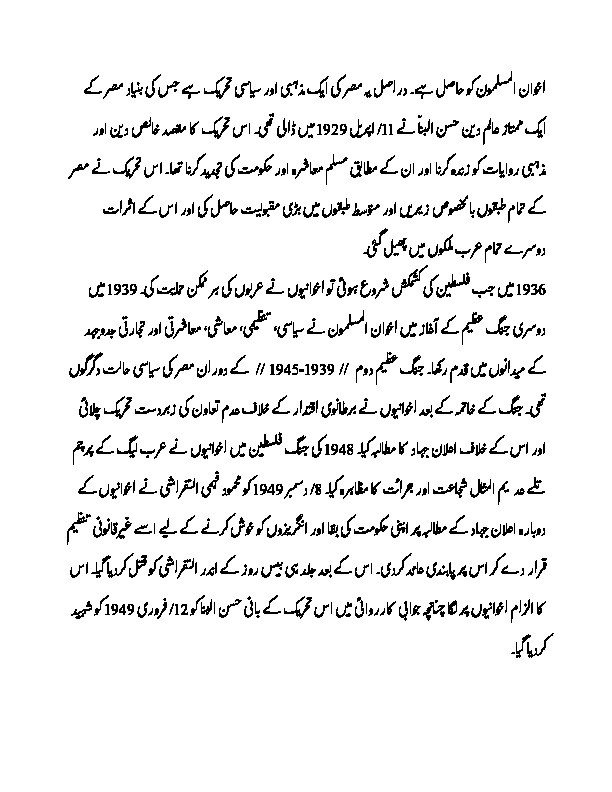 اخوان المسلمون کو حاصل ہے۔ دراصل یہ مصر کی ایک مذہبی اور سیاسی تحریک ہے جس کی بنیاد مصر کے
ایک ممتاز عالم دین حسن البنّا نے 11/ اپریل 1929 میں ڈالی تھی۔ اس تحریک کا مقصد خالص دین اور
مذہبی روایات کو زندہ کرنا اور ان کے مطابق مسلم معاشرہ اور حکومت کی تجدید کرنا تھا۔ اس تحریک نے مصر
کے تمام طبقوں بالخصوص زیریں اور متوسط طبقوں میں بڑی مقبولیت حاصل کی اور اس کے اثرات
دوسرے تمام عرب ملکوں میں پھیل گئی۔
1936 میں جب فلسطین کی کشمکش شروع ہوئی تو اخوانیوں نے عربوں کی ہر ممکن حمایت کی۔ 1939 میں
دوسری جنگ عظیم کے آغاز میں اخوان المسلمون نے سیاسی، تنظیمی، معاشی، معاشرتی اور تجارتی جدوجہد
کے میدانوں میں قدم رکھا۔ جنگ عظیم دوم // 1939-1945 // کے دوران مصر کی سیاسی حالت دگرگوں
تھی۔ جنگ کے خاتمہ کے بعد اخوانیوں نے برطانوی اقتدار کے خلاف عدم تعاون کی زبردست تحریک چلائی
اور اس کے خلاف اعلان جہاد کا مطالبہ کیا۔ 1948 کی جنگ فلسطین میں اخوانیوں نے عرب لیگ کے پرچم
تلے عدیم المثال شجاعت اور جرائت کا مظاہرہ کیا۔ 8/ دسمبر 1949 کو محمود فہمی النقراشی نے اخوانیوں کے
دوبارہ اعلان جہاد کے مطالبہ پر اپنی حکومت کی بقا اور انگریزوں کو خوش کرنے کے لیے اسے غیر قانونی تنظیم
قرار دے کر اس پر پابندی عائد کردی۔ اس کے بعد جلد ہی بیس روز کے اندر النقراشی کو قتل کردیا گیا۔ اس
کا الزام اخوانیوں پر لگا چنانچہ جوابی کارروائی میں اس تحریک کے بانی حسن البنا کو 12/ فروری 1949 کو شہید
کردیا گیا۔